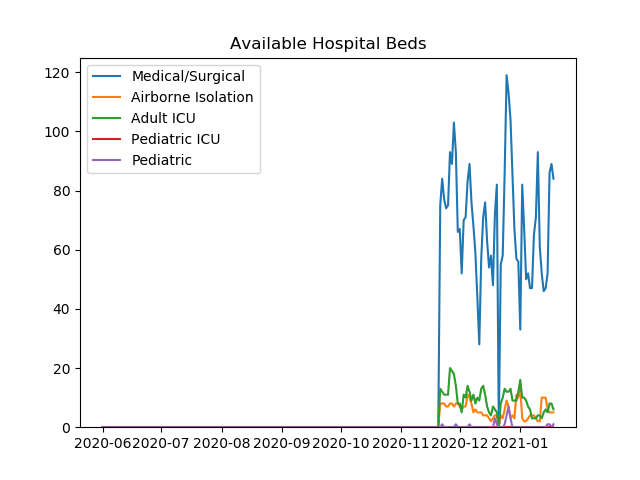 Available Hospital Beds
120
100
80
60
40
20
0
Medical/Surgical
Airborne Isolation
Adult ICU
Pediatric ICU
Pediatric
2020-06 2020-07 2020-08 2020-09 2020-10 2020-11 2020-12 2021-01